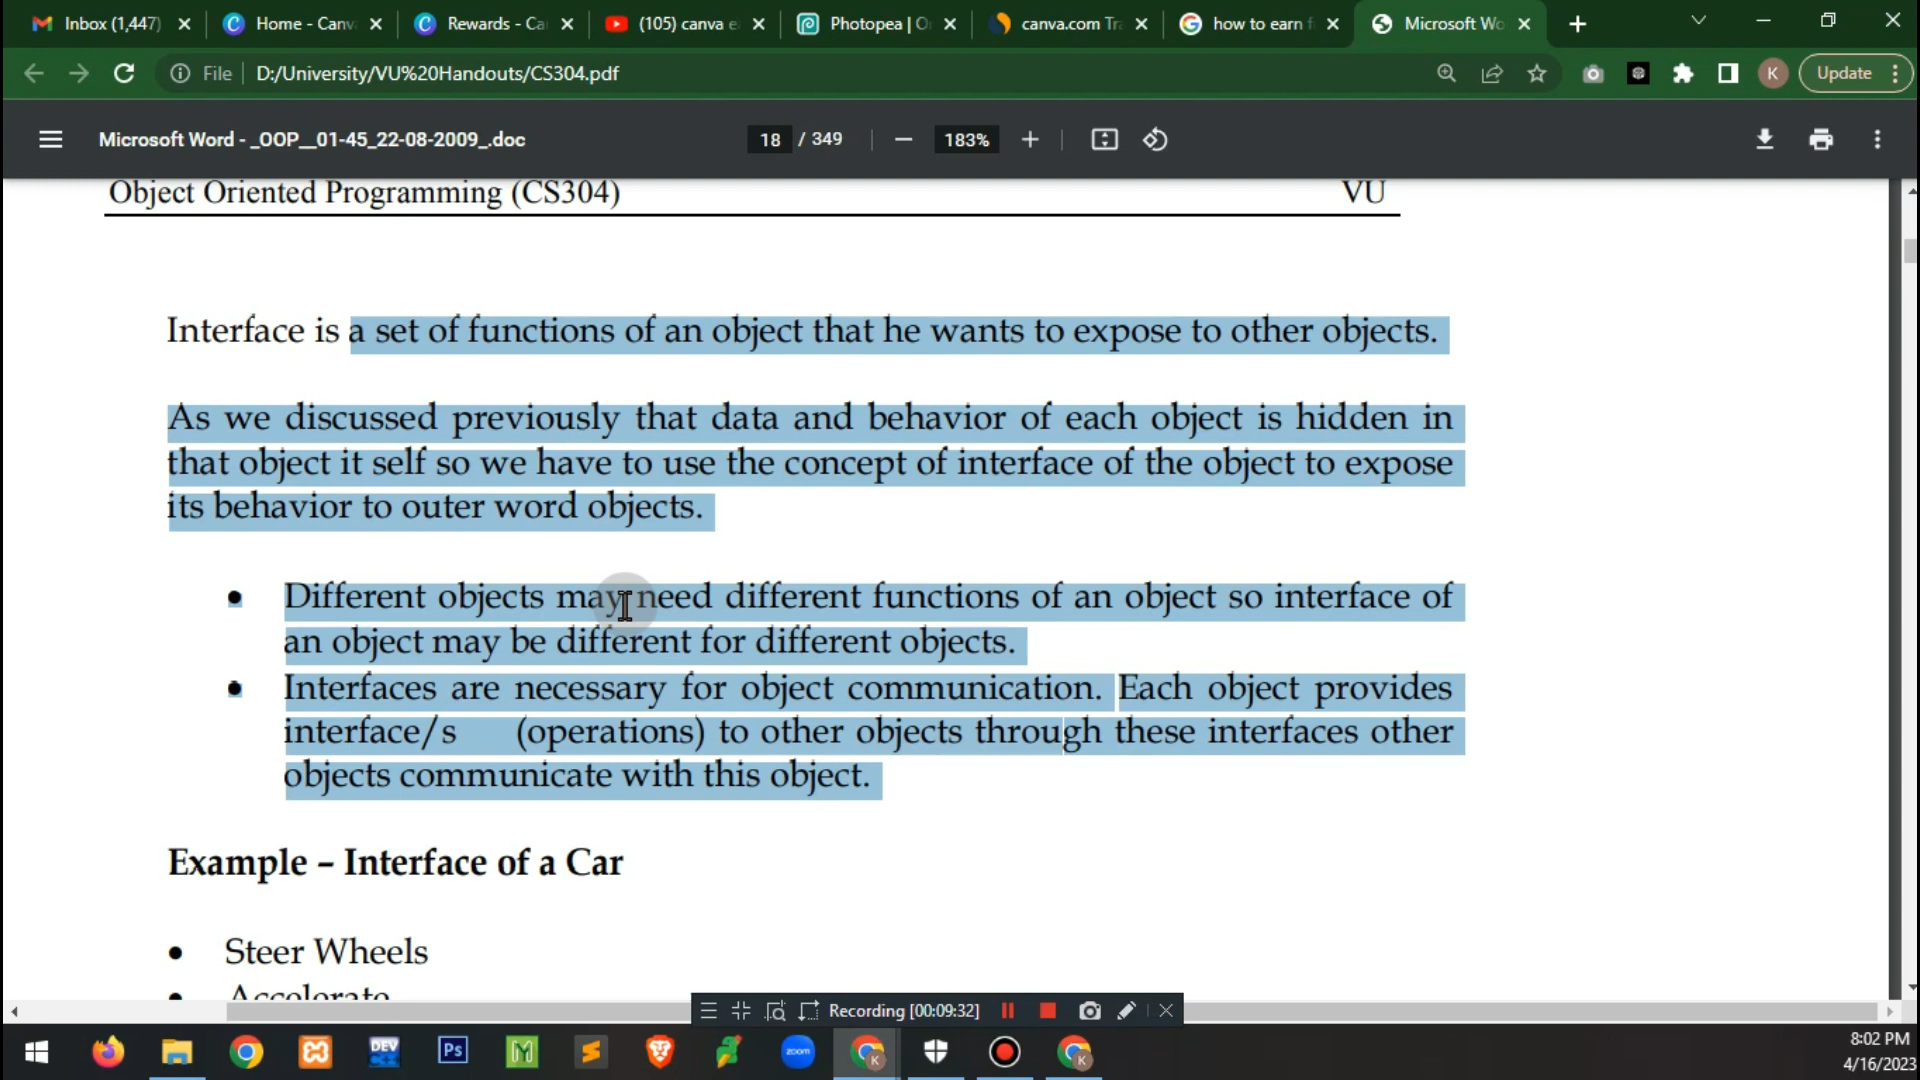 Inbox (1,447)
Home - Canv
Rewards - Ca
(105) canva e
Photopea | O
canva.com Tr
how to earn f
Microsoft Wo
File
D:/University/VU%20Handouts/CS304.pdf
K
Update
Microsoft Word - _OOP__01-45_22-08-2009_.doc
18 / 349
183%
Object Oriented Programming (CS304)
VU
Interface is a set of functions of an object that he wants to expose to other objects.
As we discussed previously that data and behavior of each object is hidden in
that object it self so we have to use the concept of interface of the object to expose
its behavior to outer word objects.
• Different objects may need different functions of an object so interface of
an object may be different for different objects.
• Interfaces are necessary for object communication. Each object provides
interface/s (operations) to other objects through these interfaces other
objects communicate with this object.
Example – Interface of a Car
• Steer Wheels
• Accelerate
Recording [00:09:32]
DEV
Ps
M
zoom
K
K
8:02 PM
4/16/2023